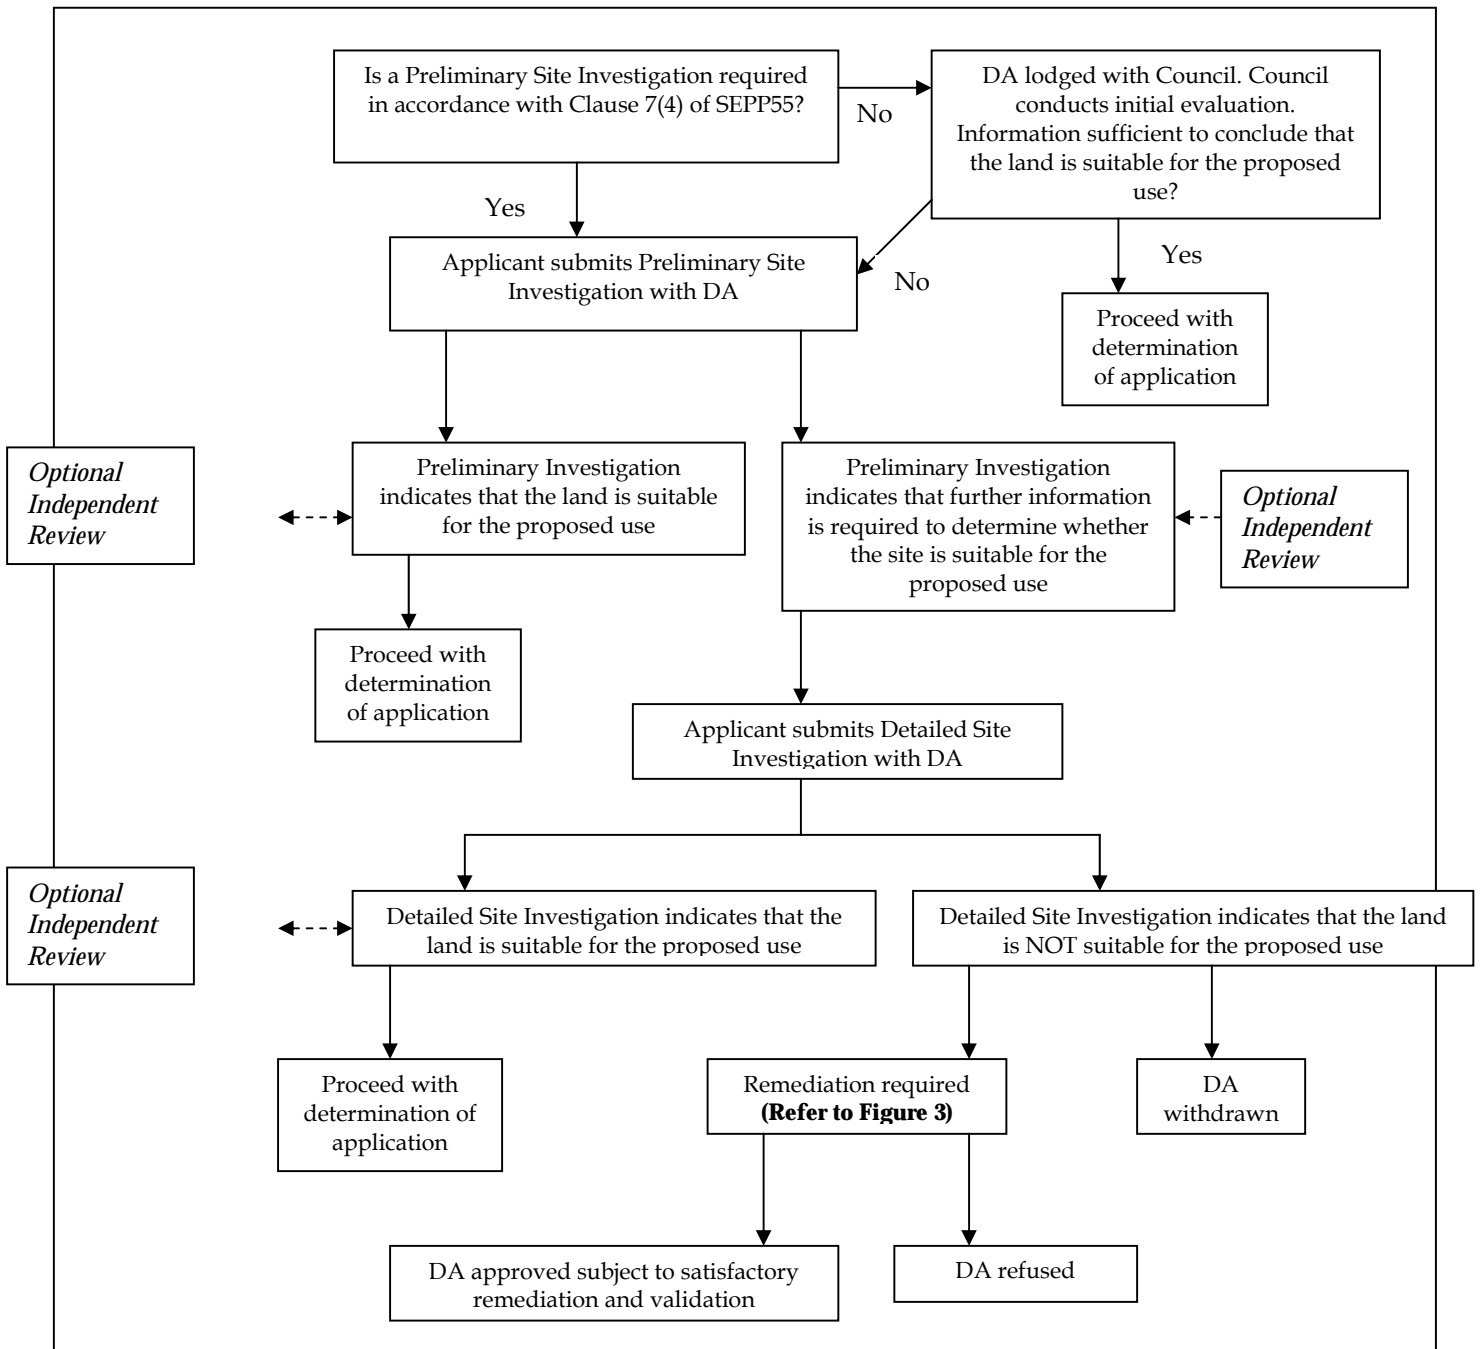 Is a Preliminary Site Investigation required
in accordance with Clause 7(4) of SEPP55?
No
DA lodged with Council. Council
conducts initial evaluation.
Information sufficient to conclude that
the land is suitable for the proposed
use?
Yes
Applicant submits Preliminary Site
Investigation with DA
No
Yes
Proceed with
determination
of application
Optional
Independent
Review
Preliminary Investigation
indicates that the land is suitable
for the proposed use
Preliminary Investigation
indicates that further information
is required to determine whether
the site is suitable for the
proposed use
Optional
Independent
Review
Proceed with
determination
of application
Applicant submits Detailed Site
Investigation with DA
Optional
Independent
Review
Detailed Site Investigation indicates that the
land is suitable for the proposed use
Detailed Site Investigation indicates that the land
is NOT suitable for the proposed use
Proceed with
determination of
application
Remediation required
(Refer to Figure 3)
DA
withdrawn
DA approved subject to satisfactory
remediation and validation
DA refused